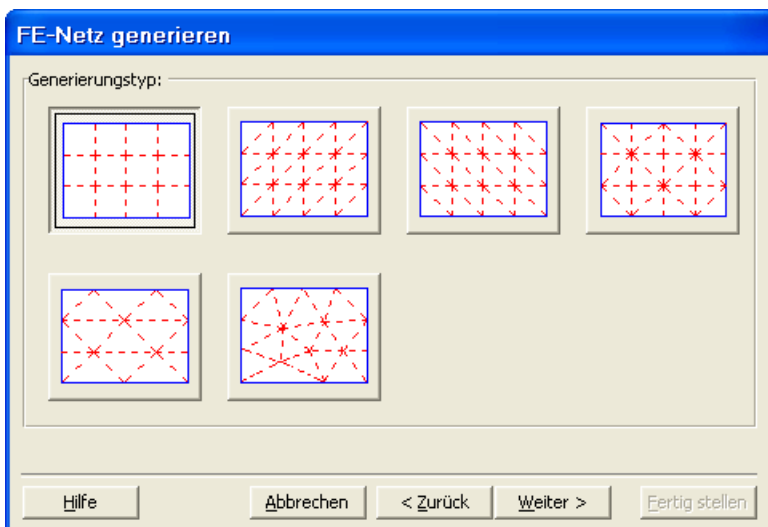 FE-Netz generieren
Generierungstyp:
Hilfe
Abbrechen
< Zurück
Weiter >
Fertig stellen